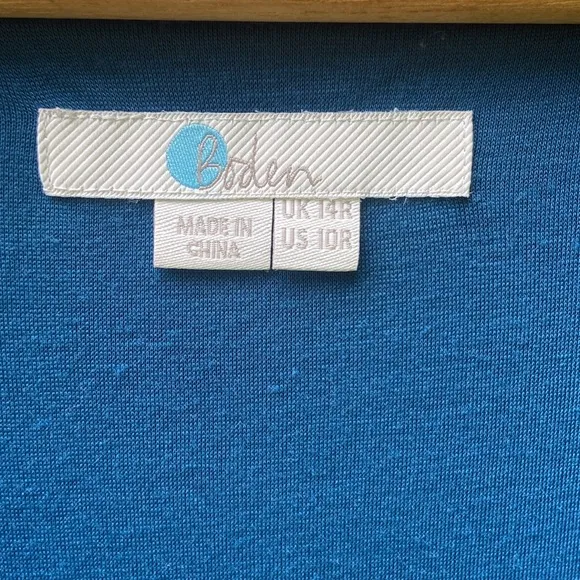 Boden
MADE IN
CHINA
UK 14R
US 10R